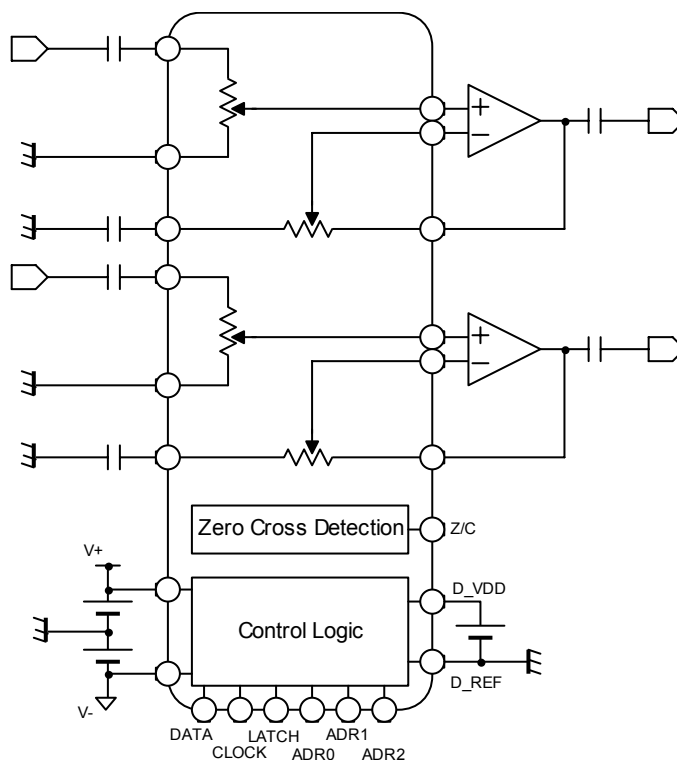 +
−
+
−
Zero Cross Detection
Z/C
V+
D_VDD
Control Logic
V-
D_REF
DATA
CLOCK
LATCH
ADR0
ADR1
ADR2